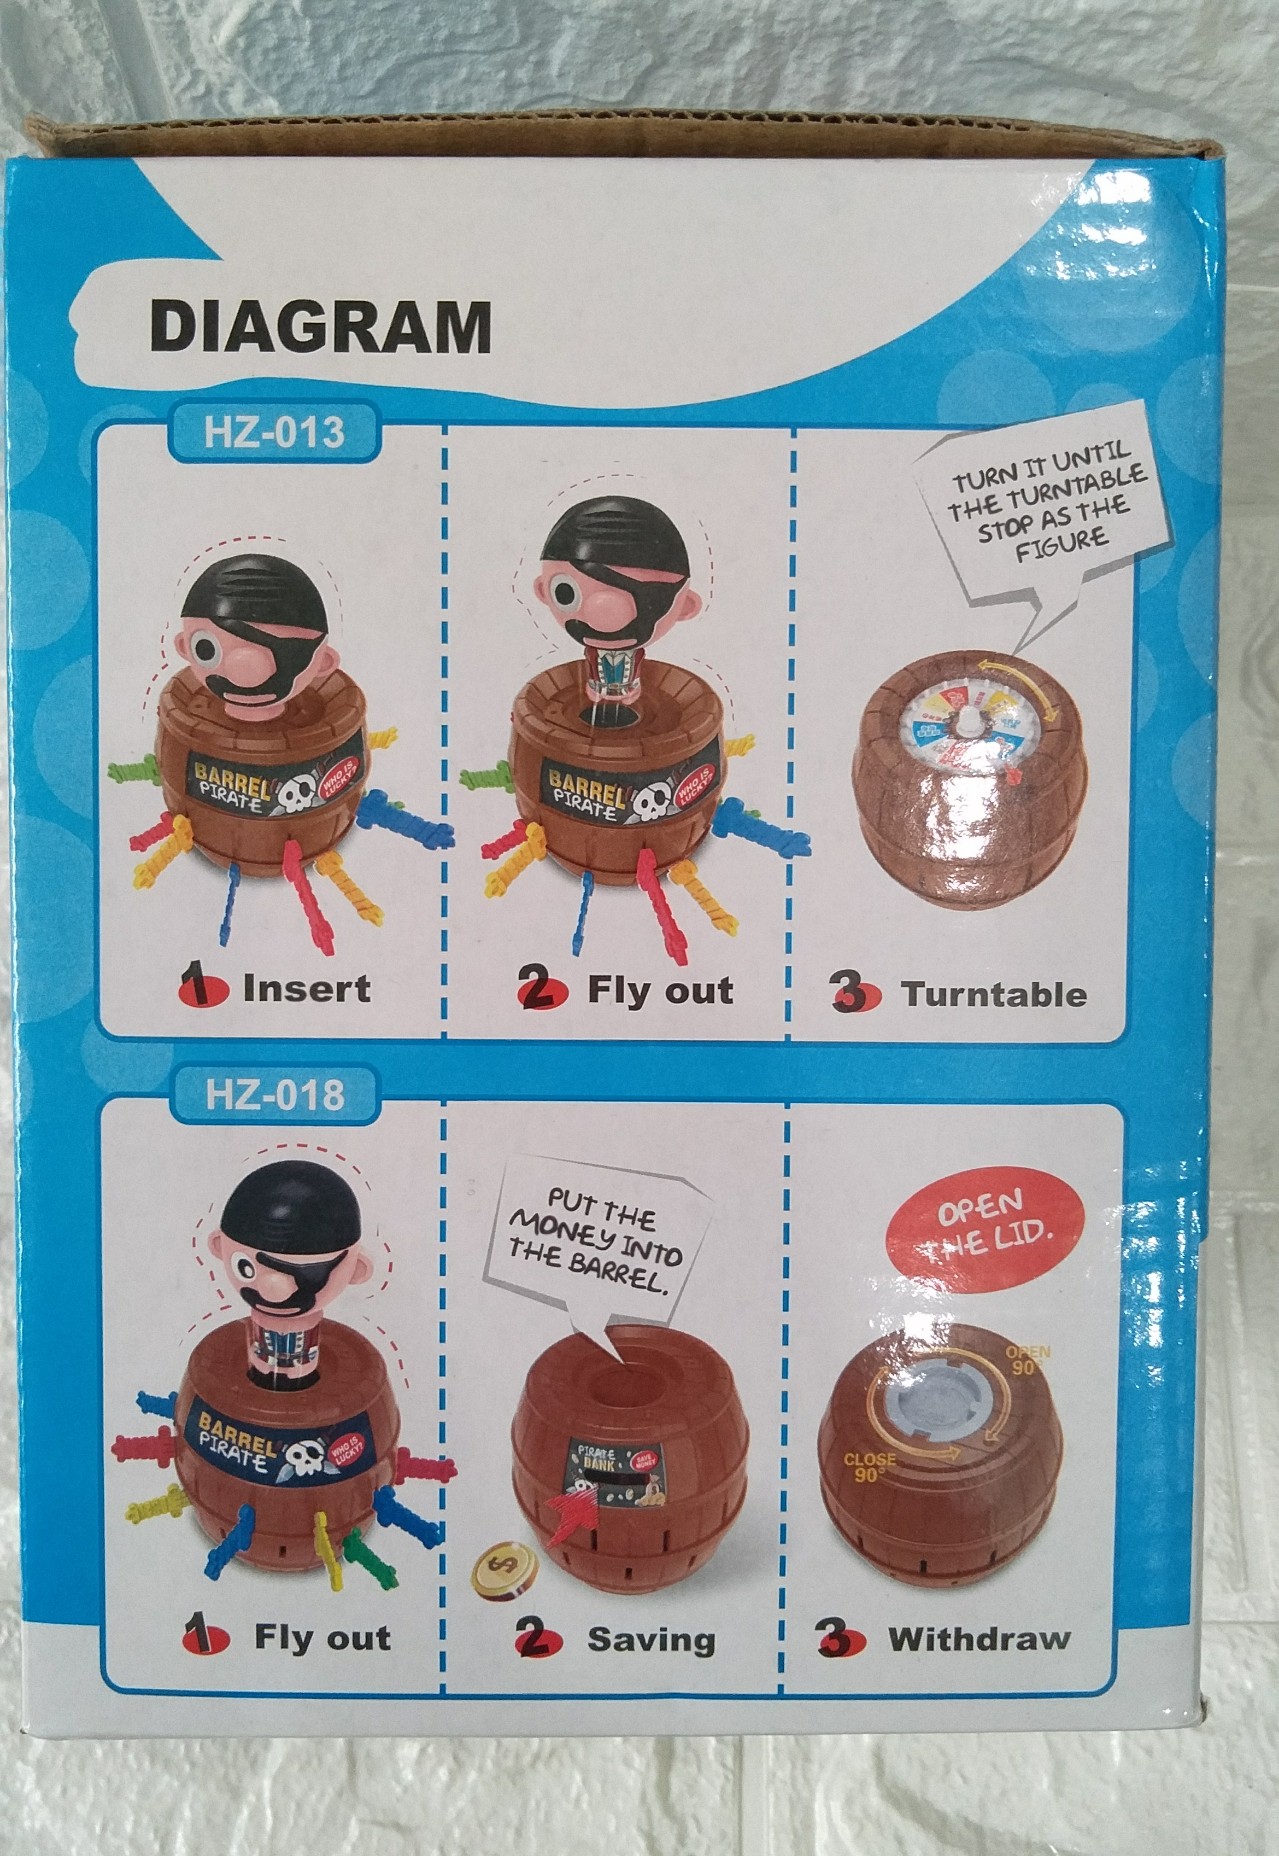 DIAGRAM
HZ-013
BARREL
PIRATE
WHO IS
LUCKY?
1 Insert
BARREL
PIRATE
WHO IS
LUCKY?
2 Fly out
TURN IT UNTIL
THE TURNTABLE
STOP AS THE
FIGURE
3 Turntable
HZ-018
BARREL
PIRATE
WHO IS
LUCKY?
1 Fly out
PUT THE
MONEY INTO
THE BARREL.
PIRATE
BANK
SAVE
MONEY
$
2 Saving
OPEN
THE LID.
OPEN
90°
CLOSE
90°
3 Withdraw